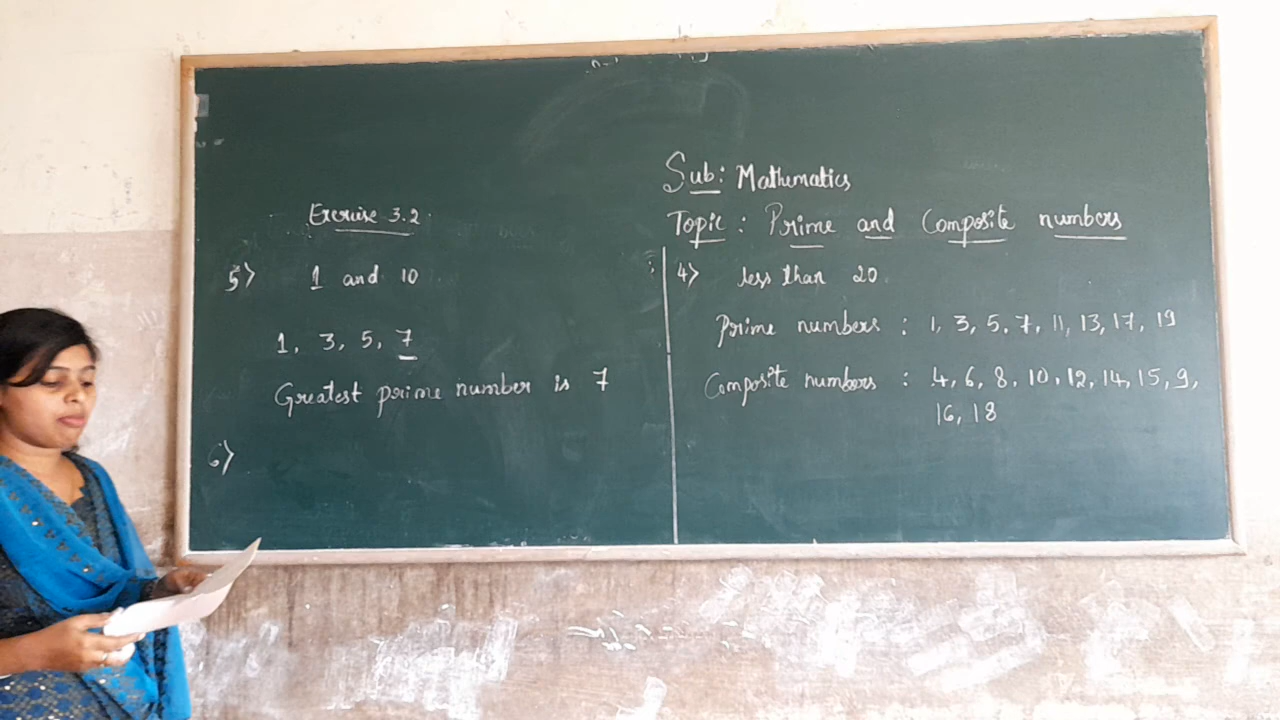 Sub: Mathematics
Topic : Prime and Composite numbers
Exercise 3.2
5) 1 and 10
1, 3, 5, 7
Greatest prime number is 7
6)
4) less than 20
Prime numbers : 1, 3, 5, 7, 11, 13, 17, 19
Composite numbers : 4, 6, 8, 10, 12, 14, 15, 9,
16, 18